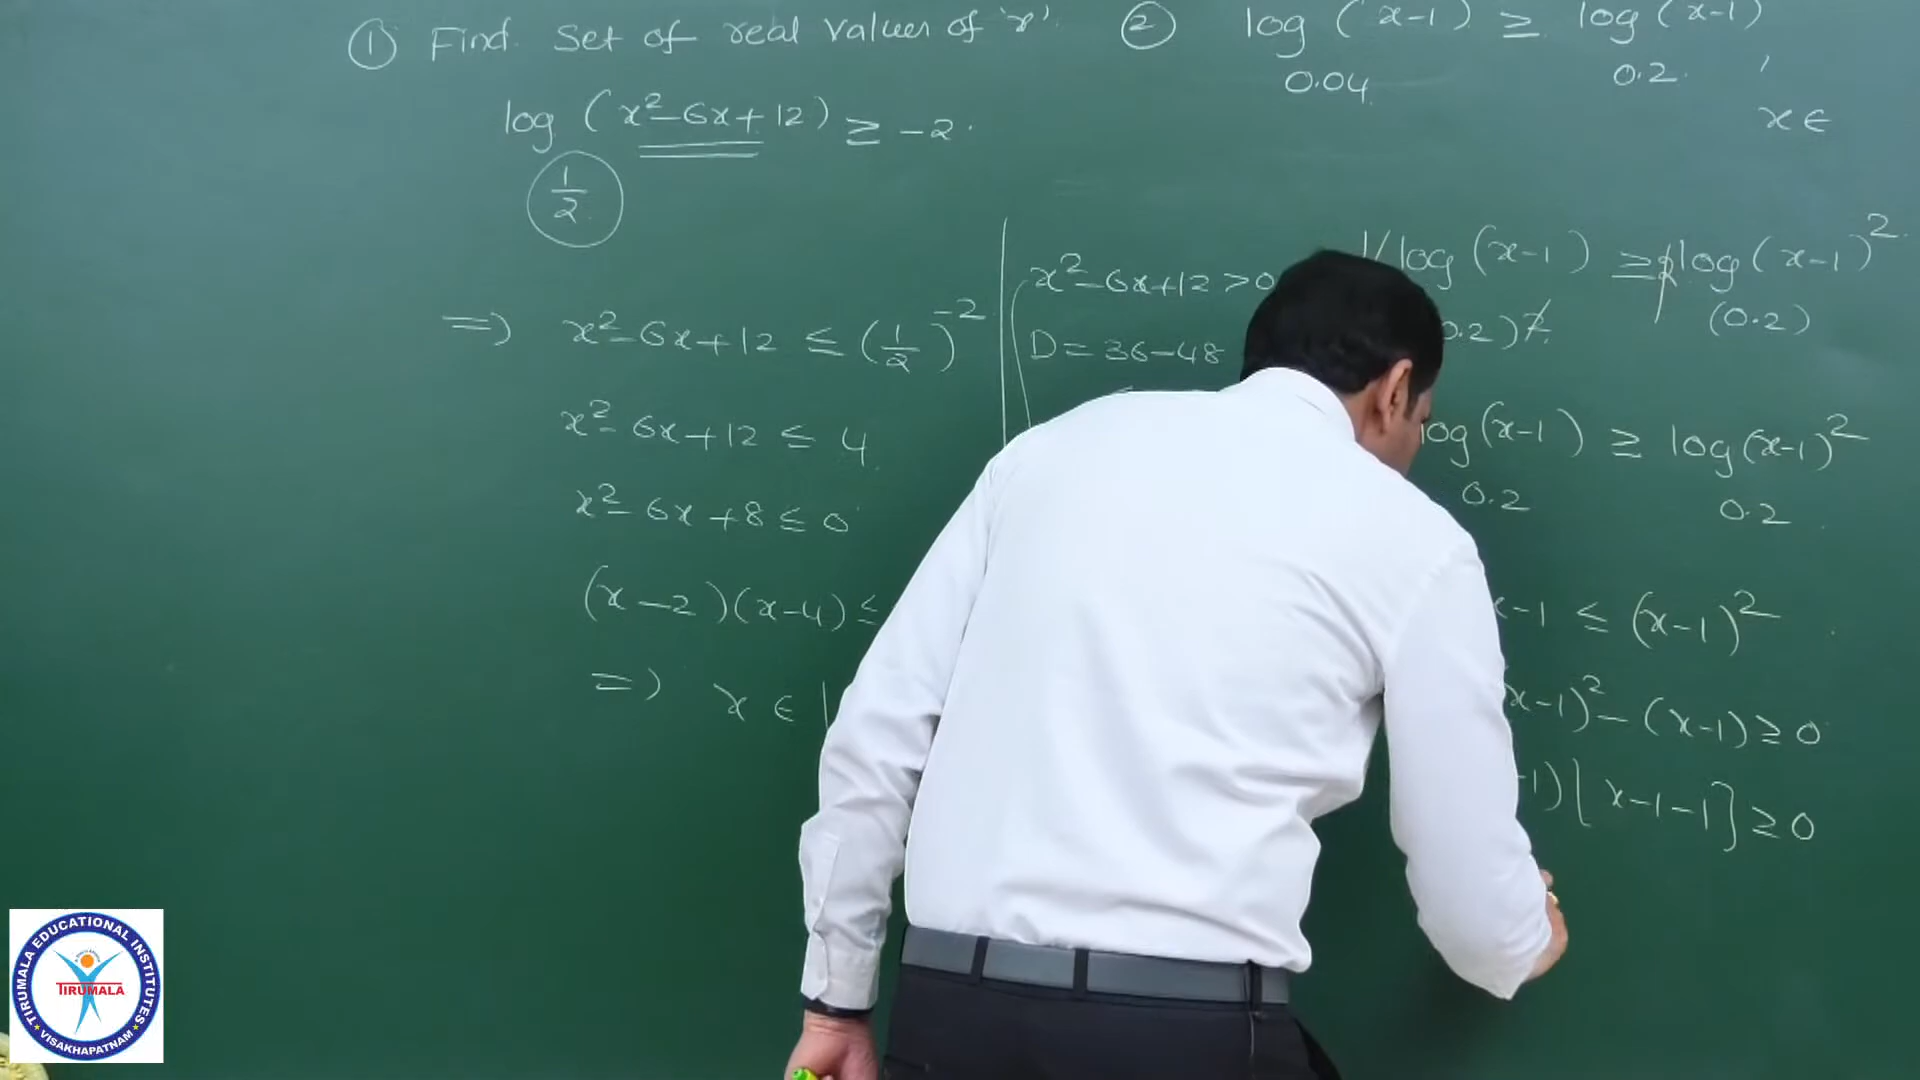 ① Find. Set of real values of 'x'.
log (x²-6x+12) ≥ -2.
1/2
=> x²-6x+12 ≤ (1/2)^-2
x²-6x+12 ≤ 4
x²-6x+8 ≤ 0
(x-2)(x-4) ≤
=> x ∈ [
x²-6x+12 > 0
D = 36-48
② log (x-1) ≥ log (x-1),
0.04 0.2
x ∈
log (x-1) ≥ log (x-1)²
0.2)² (0.2)
log (x-1) ≥ log (x-1)²
0.2 0.2
x-1 ≤ (x-1)²
x-1)² - (x-1) ≥ 0
-1) [x-1-1] ≥ 0
TIRUMALA EDUCATIONAL INSTITUTES
TIRUMALA
★ VISAKHAPATNAM ★